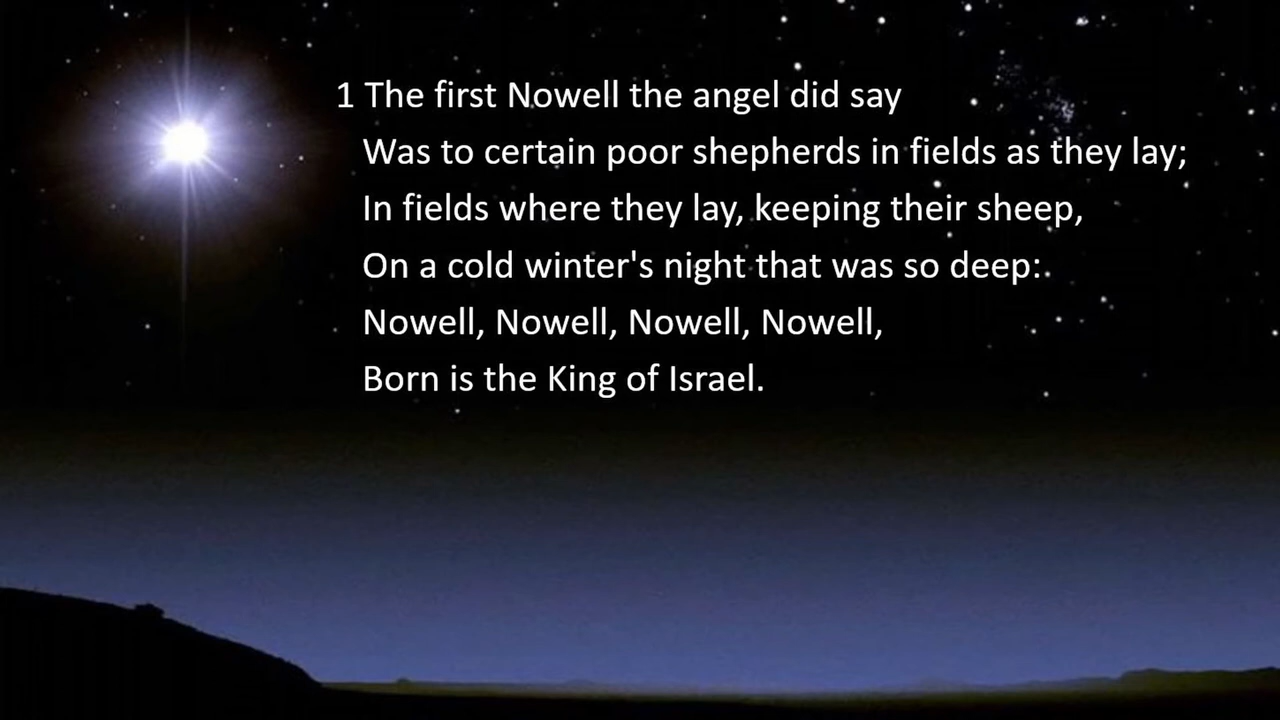 1 The first Nowell the angel did say
Was to certain poor shepherds in fields as they lay;
In fields where they lay, keeping their sheep,
On a cold winter's night that was so deep:
Nowell, Nowell, Nowell, Nowell,
Born is the King of Israel.